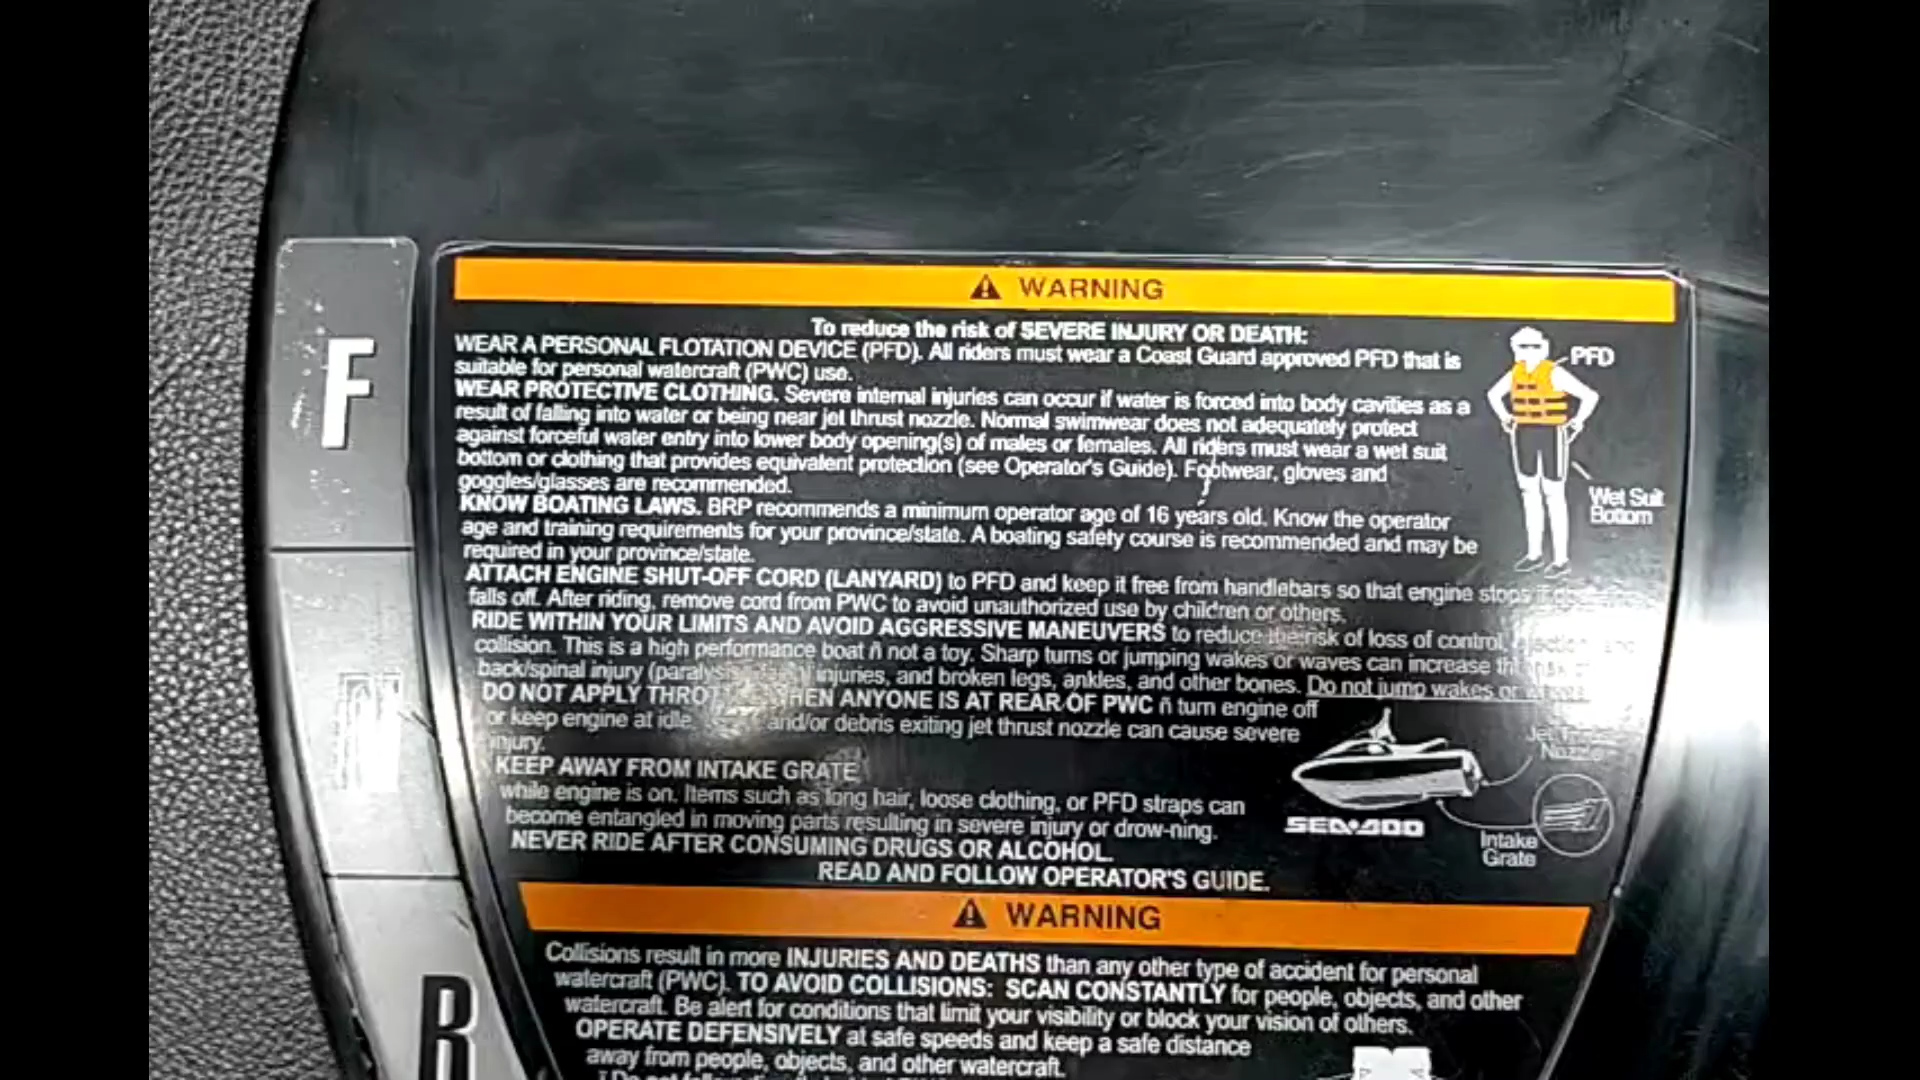 WARNING
To reduce the risk of SEVERE INJURY OR DEATH:
WEAR A PERSONAL FLOTATION DEVICE (PFD). All riders must wear a Coast Guard approved PFD that is
suitable for personal watercraft (PWC) use.
WEAR PROTECTIVE CLOTHING. Severe internal injuries can occur if water is forced into body cavities as a
result of falling into water or being near jet thrust nozzle. Normal swimwear does not adequately protect
against forceful water entry into lower body opening(s) of males or females. All riders must wear a wet suit
bottom or clothing that provides equivalent protection (see Operator's Guide). Footwear, gloves and
goggles/glasses are recommended.
KNOW BOATING LAWS. BRP recommends a minimum operator age of 16 years old. Know the operator
age and training requirements for your province/state. A boating safety course is recommended and may be
required in your province/state.
ATTACH ENGINE SHUT-OFF CORD (LANYARD) to PFD and keep it free from handlebars so that engine stops
falls off. After riding, remove cord from PWC to avoid unauthorized use by children or others.
RIDE WITHIN YOUR LIMITS AND AVOID AGGRESSIVE MANEUVERS to reduce the risk of loss of control, ejection, and
collision. This is a high performance boat ñ not a toy. Sharp turns or jumping wakes or waves can increase
back/spinal injury injuries, and broken legs, ankles, and other bones. Do not jump wakes or
DO NOT APPLY ANYONE IS AT REAR OF PWC ñ turn engine off
or keep engine at idle. and/or debris exiting jet thrust nozzle can cause severe
injury.
KEEP AWAY FROM INTAKE GRATE
while engine is on. Items such as long hair, loose clothing, or PFD straps can
become entangled in moving parts resulting in severe injury or drow-ning.
NEVER RIDE AFTER CONSUMING DRUGS OR ALCOHOL.
READ AND FOLLOW OPERATOR'S GUIDE.
PFD
Wet Suit
Bottom
Jet
Nozzle
SEA-DOO
Intake
Grate
WARNING
Collisions result in more INJURIES AND DEATHS than any other type of accident for personal
watercraft (PWC). TO AVOID COLLISIONS: SCAN CONSTANTLY for people, objects, and other
watercraft. Be alert for conditions that limit your visibility or block your vision of others.
OPERATE DEFENSIVELY at safe speeds and keep a safe distance
away from people, objects, and other watercraft.
F
N
R